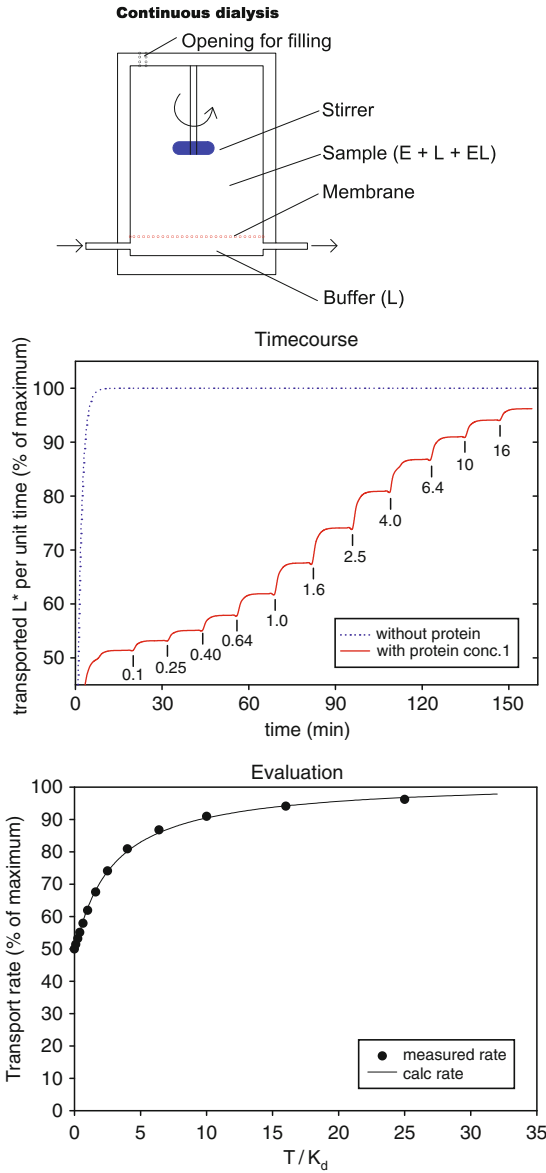 Continuous dialysis
Opening for filling
Stirrer
Sample (E + L + EL)
Membrane
Buffer (L)
Timecourse
transported L* per unit time (% of maximum)
100
90
80
70
60
50
0.1
0.25
0.40
0.64
1.0
1.6
2.5
4.0
6.4
10
16
without protein
with protein conc.1
0 30 60 90 120 150
time (min)
Evaluation
Transport rate (% of maximum)
100
90
80
70
60
50
40
30
20
10
0
measured rate
calc rate
0 5 10 15 20 25 30 35
T / Kd